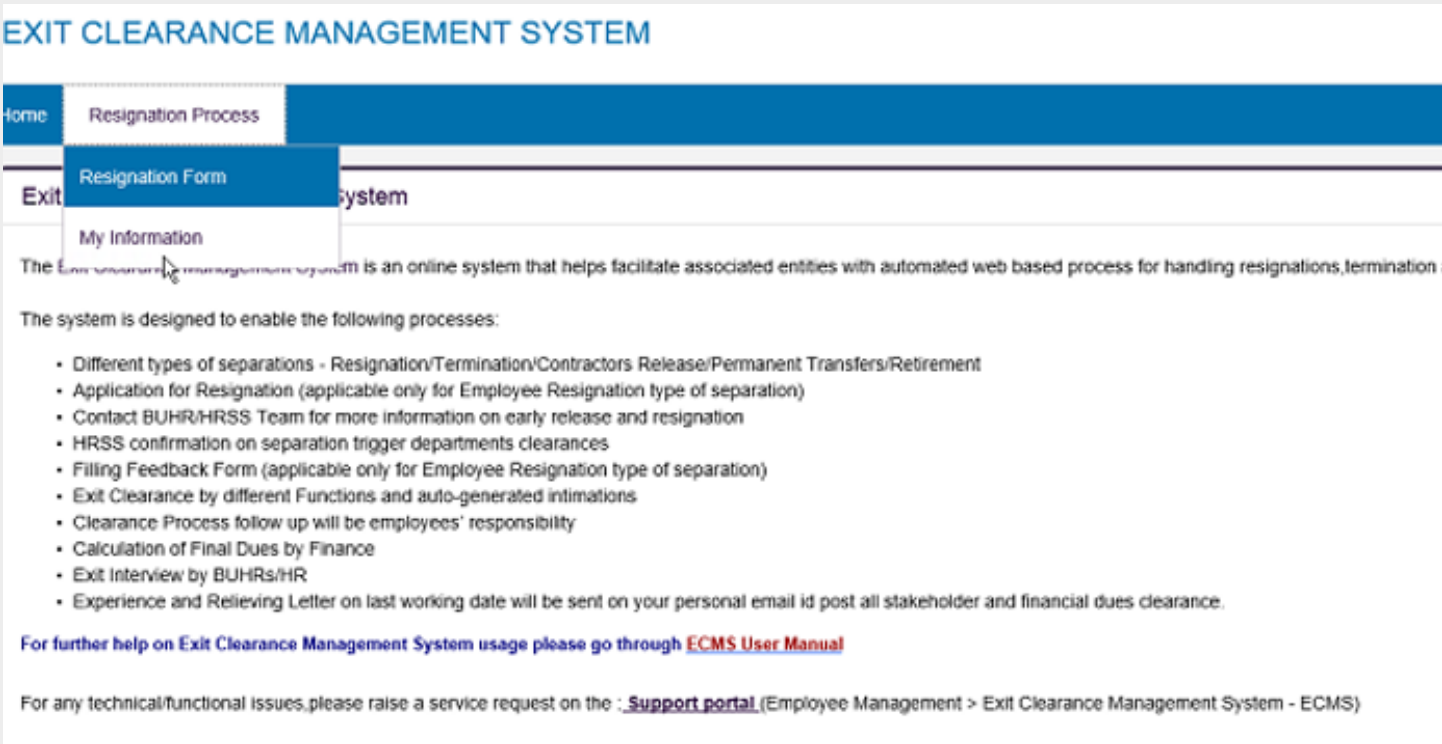 EXIT CLEARANCE MANAGEMENT SYSTEM
Home Resignation Process
Resignation Form
Exit System
My Information
The Exit Clearance Management System is an online system that helps facilitate associated entities with automated web based process for handling resignations,termination
The system is designed to enable the following processes:
• Different types of separations - Resignation/Termination/Contractors Release/Permanent Transfers/Retirement
• Application for Resignation (applicable only for Employee Resignation type of separation)
• Contact BUHR/HRSS Team for more information on early release and resignation
• HRSS confirmation on separation trigger departments clearances
• Filling Feedback Form (applicable only for Employee Resignation type of separation)
• Exit Clearance by different Functions and auto-generated intimations
• Clearance Process follow up will be employees' responsibility
• Calculation of Final Dues by Finance
• Exit Interview by BUHRs/HR
• Experience and Relieving Letter on last working date will be sent on your personal email id post all stakeholder and financial dues clearance.
For further help on Exit Clearance Management System usage please go through ECMS User Manual
For any technical/functional issues,please raise a service request on the : Support portal (Employee Management > Exit Clearance Management System - ECMS)